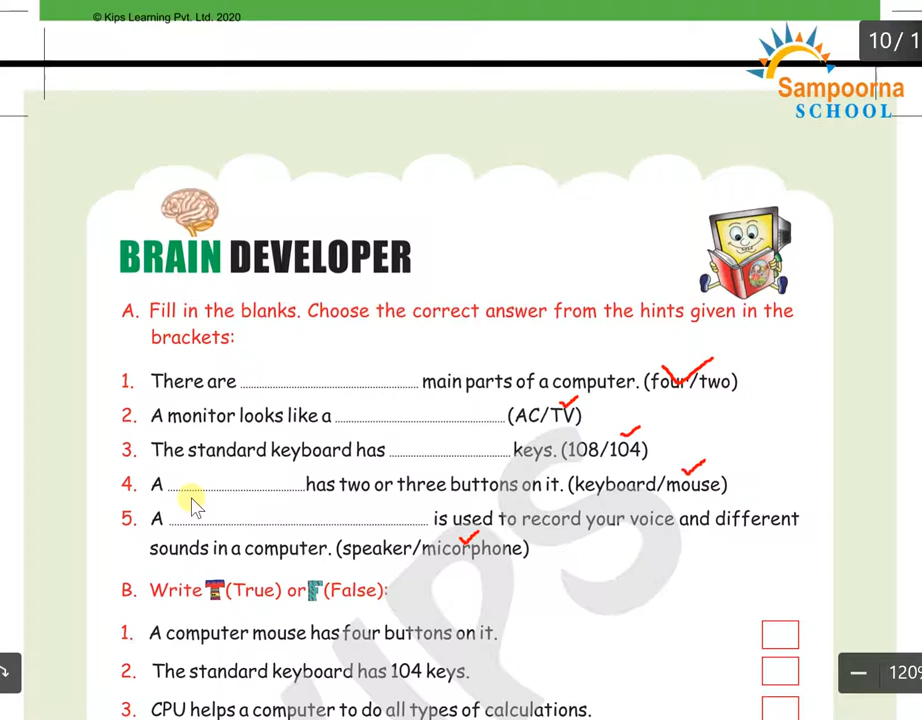 © Kips Learning Pvt. Ltd. 2020
10 / 1
Sampoorna
SCHOOL
BRAIN DEVELOPER
A. Fill in the blanks. Choose the correct answer from the hints given in the
brackets:
1. There are ............................ main parts of a computer. (four/two)
2. A monitor looks like a ............................ (AC/TV)
3. The standard keyboard has ............................ keys. (108/104)
4. A ............................ has two or three buttons on it. (keyboard/mouse)
5. A ............................ is used to record your voice and different
sounds in a computer. (speaker/micorphone)
B. Write T (True) or F (False):
1. A computer mouse has four buttons on it.
2. The standard keyboard has 104 keys.
3. CPU helps a computer to do all types of calculations.
KIPS
120%